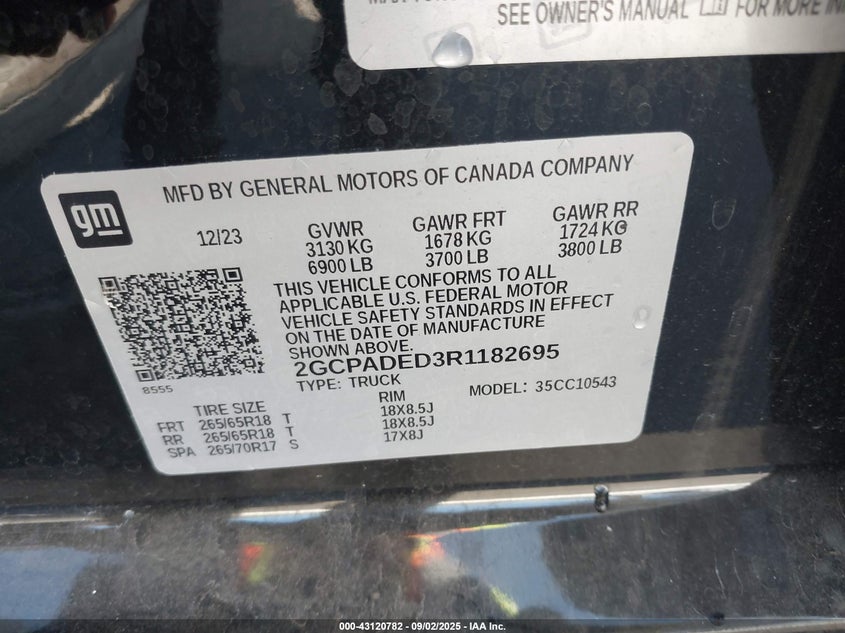 SEE OWNER'S MANUAL FOR MORE
MFD BY GENERAL MOTORS OF CANADA COMPANY
gm
12/23
GVWR
3130 KG
6900 LB
GAWR FRT
1678 KG
3700 LB
GAWR RR
1724 KG
3800 LB
THIS VEHICLE CONFORMS TO ALL
APPLICABLE U.S. FEDERAL MOTOR
VEHICLE SAFETY STANDARDS IN EFFECT
ON THE DATE OF MANUFACTURE
SHOWN ABOVE.
2GCPADED3R1182695
TYPE: TRUCK
MODEL: 35CC10543
8555
TIRE SIZE
RIM
FRT 265/65R18 T 18X8.5J
RR 265/65R18 T 18X8.5J
SPA 265/70R17 S 17X8J
000-43120782 - 09/02/2025 - IAA Inc.